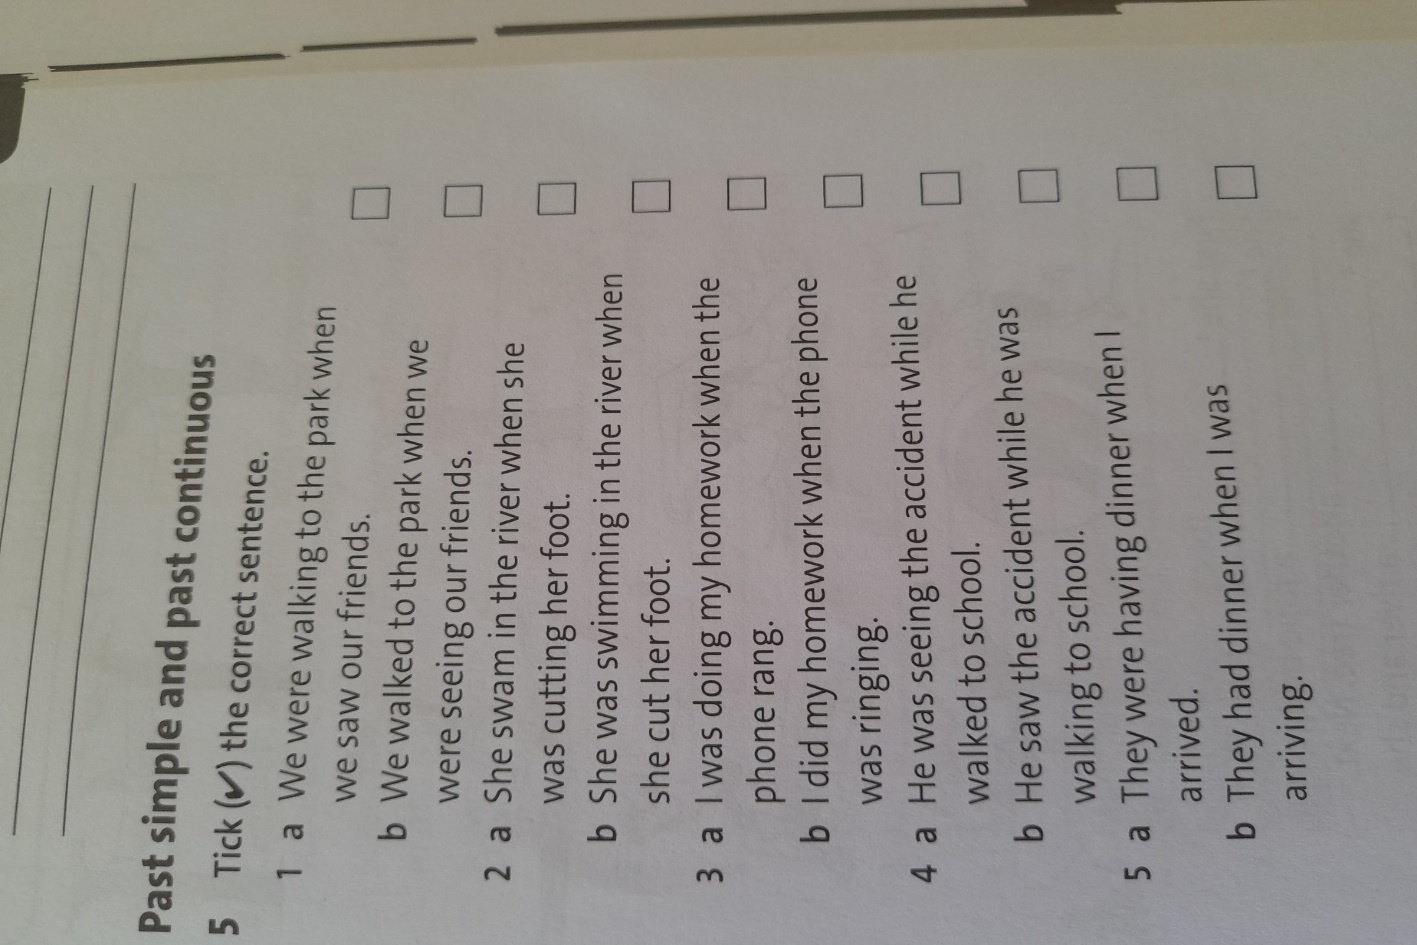 Past simple and past continuous
5 Tick (✔) the correct sentence.
1 a We were walking to the park when
we saw our friends.
b We walked to the park when we
were seeing our friends.
2 a She swam in the river when she
was cutting her foot.
b She was swimming in the river when
she cut her foot.
3 a I was doing my homework when the
phone rang.
b I did my homework when the phone
was ringing.
4 a He was seeing the accident while he
walked to school.
b He saw the accident while he was
walking to school.
5 a They were having dinner when I
arrived.
b They had dinner when I was
arriving.